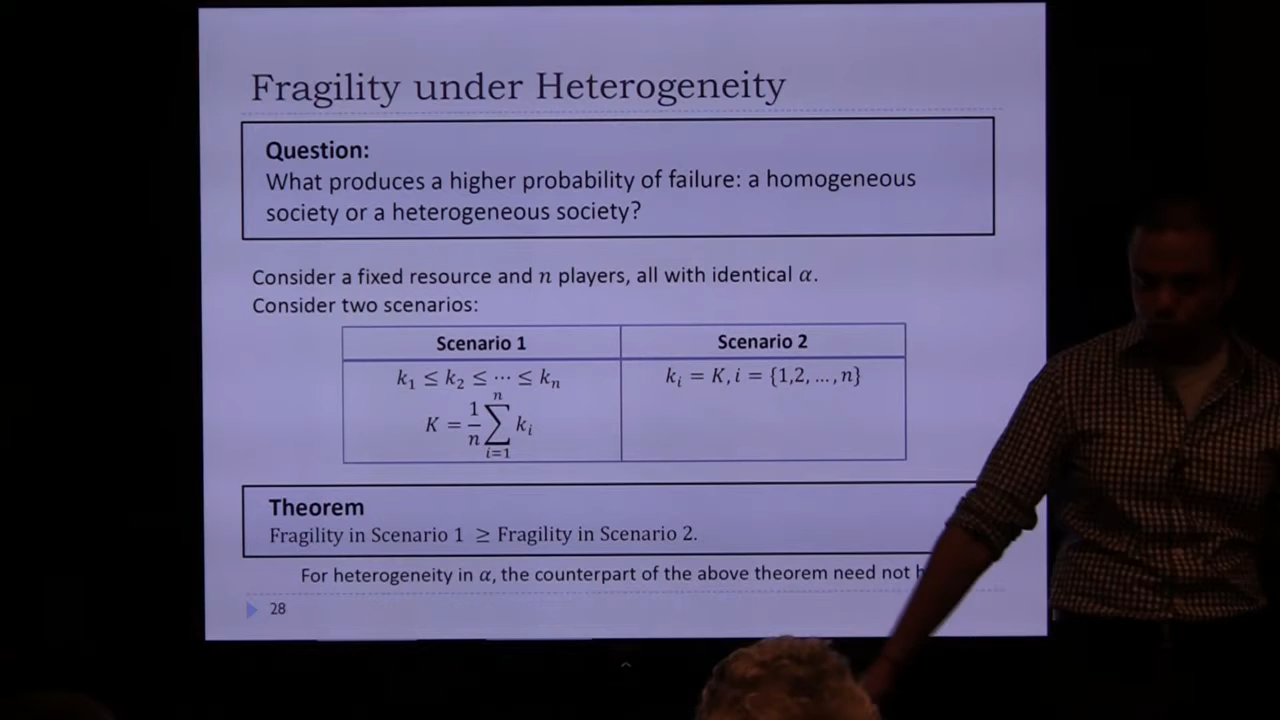 Fragility under Heterogeneity
Question:
What produces a higher probability of failure: a homogeneous
society or a heterogeneous society?
Consider a fixed resource and n players, all with identical α.
Consider two scenarios:
Scenario 1
Scenario 2
k₁ ≤ k₂ ≤ ⋯ ≤ kₙ
kᵢ = K, i = {1,2, …, n}
K = 1/n ∑ⁿᵢ₌₁ kᵢ
Theorem
Fragility in Scenario 1 ≥ Fragility in Scenario 2.
For heterogeneity in α, the counterpart of the above theorem need not
28